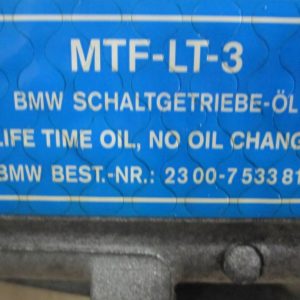 MTF-LT-3
BMW SCHALTGETRIEBE-ÖL
LIFE TIME OIL, NO OIL CHANG
BMW BEST.-NR.: 23 00-7 533 81